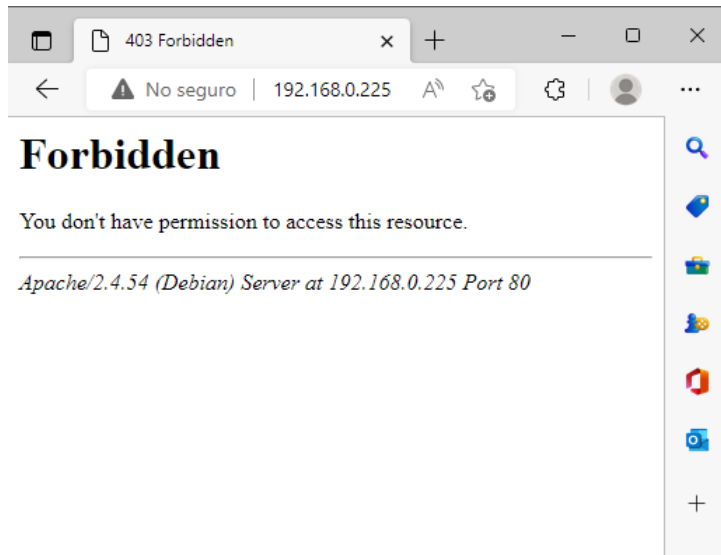 403 Forbidden
No seguro | 192.168.0.225
Forbidden
You don't have permission to access this resource.
Apache/2.4.54 (Debian) Server at 192.168.0.225 Port 80